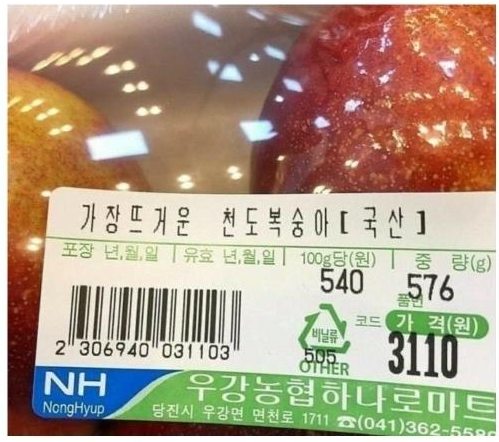 가장뜨거운 천도복숭아[국산]
포장 년,월,일 유효 년,월,일 100g당(원) 중 량(g)
540 576
품번
비닐류 코드 가 격(원)
505 3110
OTHER
2 306940 031103
NH 우강농협하나로마트
NongHyup 당진시 우강면 면천로 1711 ☎(041)362-558